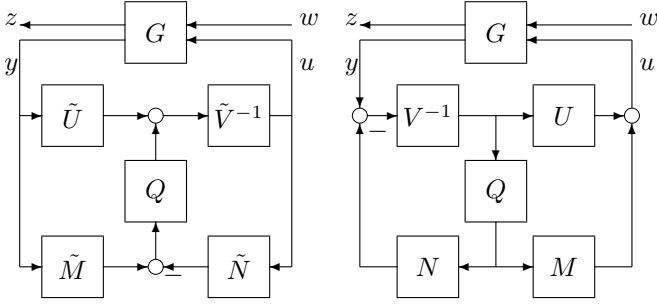 z G w z G w
y u y u
Ũ Ṽ⁻¹ − V⁻¹ U
Q Q
M̃ − Ñ N M